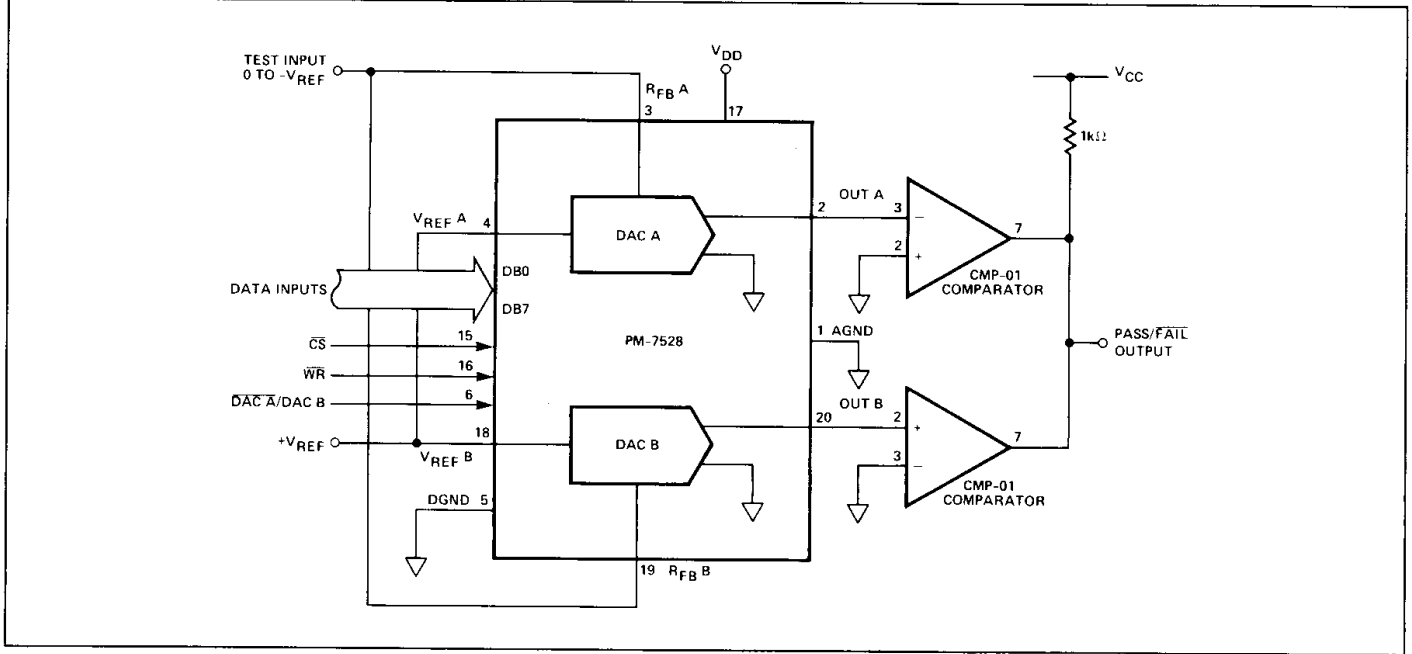 TEST INPUT
0 TO -VREF
VDD
VCC
RFB A
3
17
1kΩ
OUT A
2
3
−
7
VREF A
4
DAC A
2
+
CMP-01
COMPARATOR
DB0
DATA INPUTS
DB7
1 AGND
PASS/FAIL
OUTPUT
CS
15
PM-7528
WR
16
DAC A/DAC B
6
OUT B
20
2
+
7
+VREF
18
DAC B
VREF B
3
−
CMP-01
COMPARATOR
DGND 5
19 RFB B